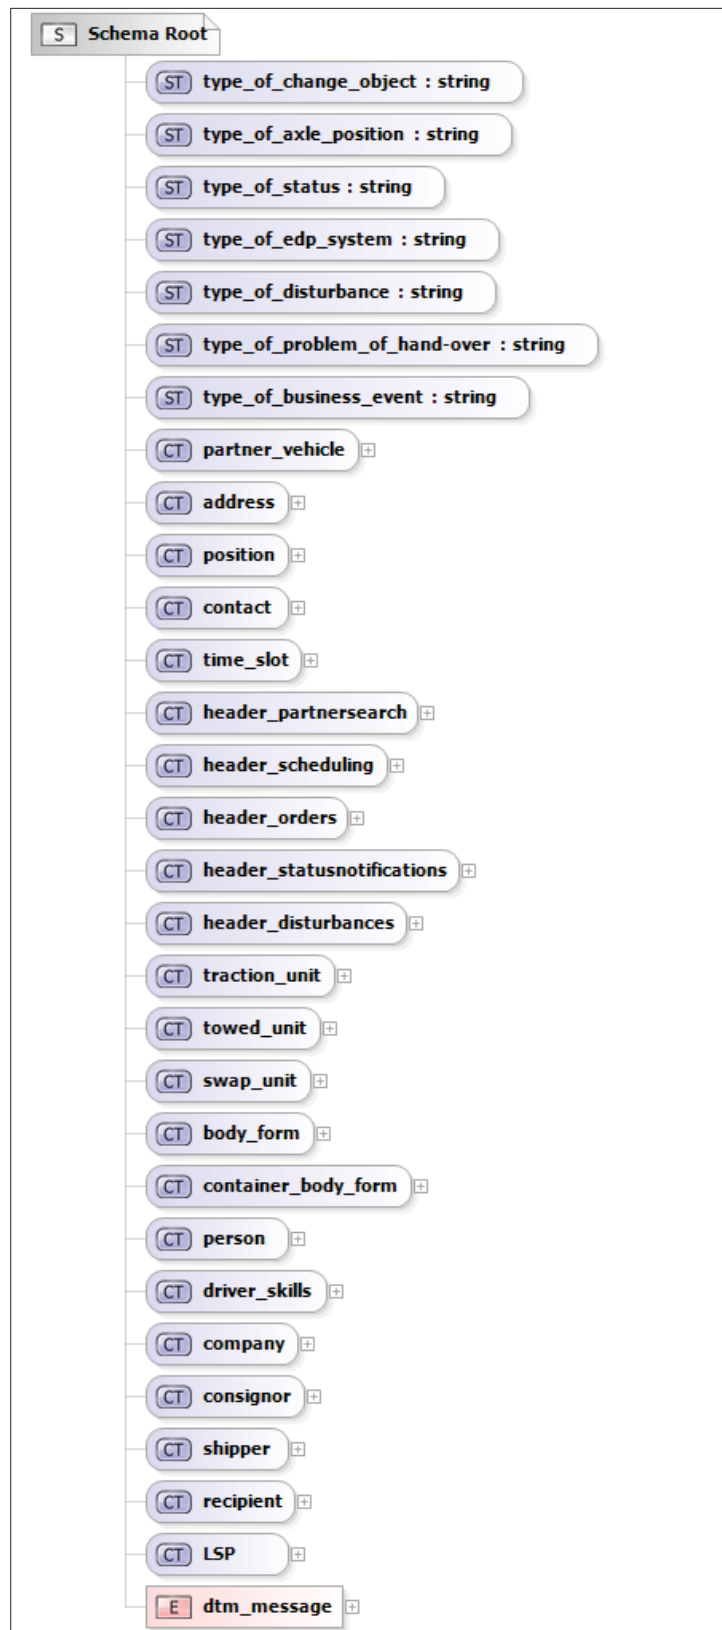 S Schema Root
ST type_of_change_object : string
ST type_of_axle_position : string
ST type_of_status : string
ST type_of_edp_system : string
ST type_of_disturbance : string
ST type_of_problem_of_hand-over : string
ST type_of_business_event : string
CT partner_vehicle
CT address
CT position
CT contact
CT time_slot
CT header_partnersearch
CT header_scheduling
CT header_orders
CT header_statusnotifications
CT header_disturbances
CT traction_unit
CT towed_unit
CT swap_unit
CT body_form
CT container_body_form
CT person
CT driver_skills
CT company
CT consignor
CT shipper
CT recipient
CT LSP
E dtm_message